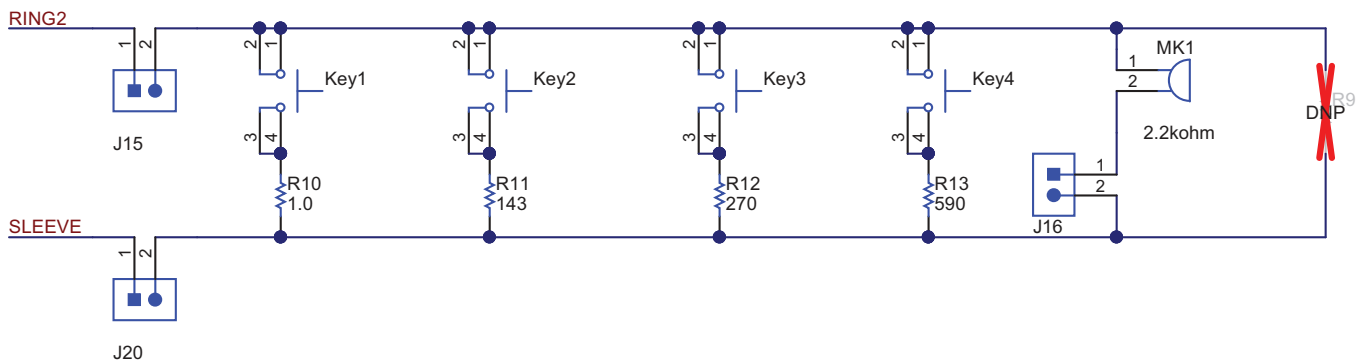 RING2
1 2
J15
2 1
3 4
Key1
R10
1.0
2 1
3 4
Key2
R11
143
2 1
3 4
Key3
R12
270
2 1
3 4
Key4
R13
590
MK1
1
2
2.2kohm
R9
DNP
1
2
J16
SLEEVE
1 2
J20